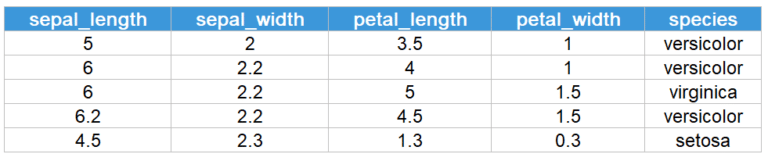 sepal_length sepal_width petal_length petal_width species
5 2 3.5 1 versicolor
6 2.2 4 1 versicolor
6 2.2 5 1.5 virginica
6.2 2.2 4.5 1.5 versicolor
4.5 2.3 1.3 0.3 setosa